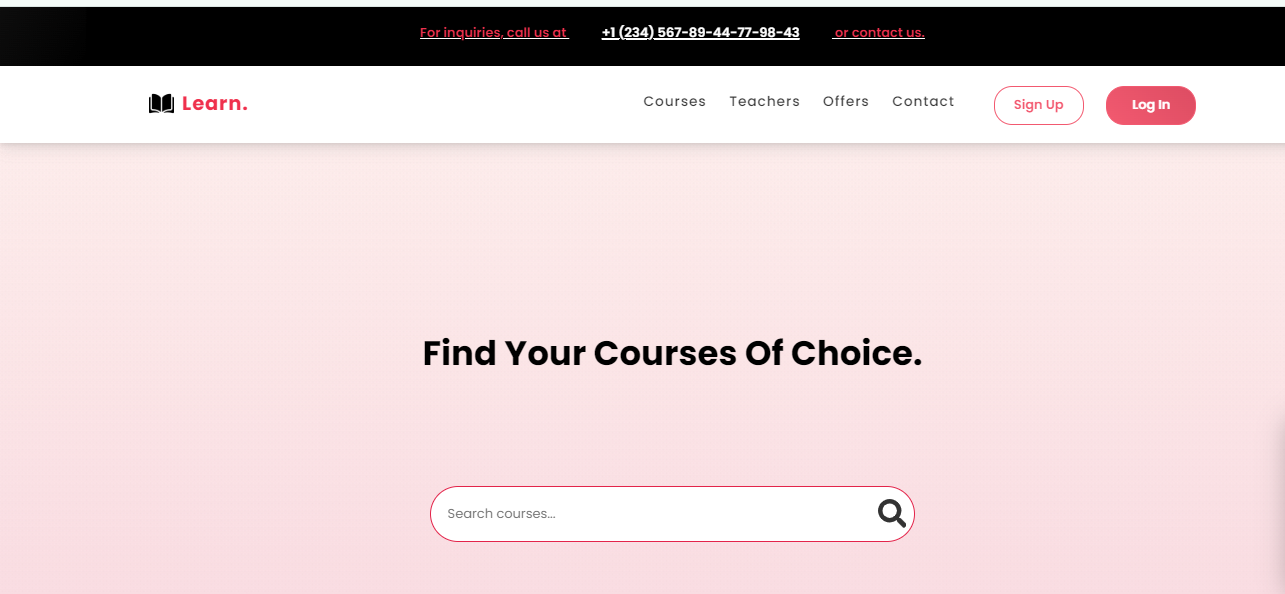 For inquiries, call us at +1 (234) 567-89-44-77-98-43 or contact us.
Learn. Courses Teachers Offers Contact Sign Up Log In
Find Your Courses Of Choice.
Search courses...